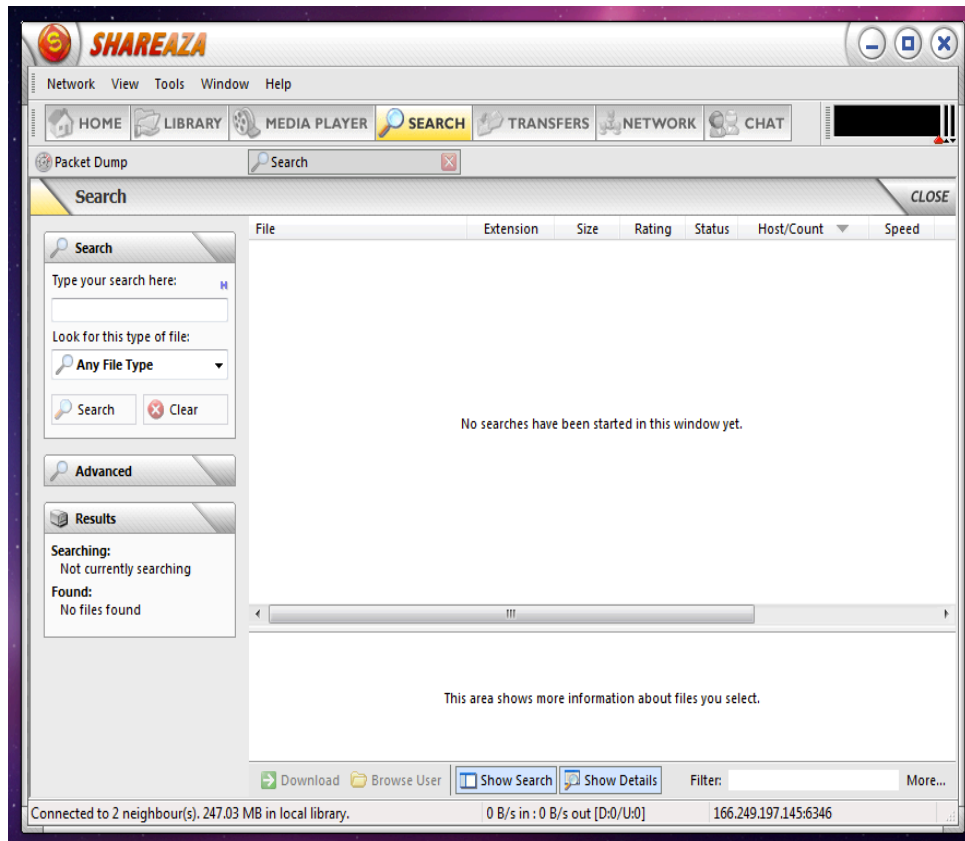 SHAREAZA
Network View Tools Window Help
HOME LIBRARY MEDIA PLAYER SEARCH TRANSFERS NETWORK CHAT
Packet Dump Search
Search CLOSE
File Extension Size Rating Status Host/Count Speed
Search
Type your search here:
H
Look for this type of file:
Any File Type
Search Clear
No searches have been started in this window yet.
Advanced
Results
Searching:
Not currently searching
Found:
No files found
This area shows more information about files you select.
Download Browse User Show Search Show Details Filter: More...
Connected to 2 neighbour(s). 247.03 MB in local library. 0 B/s in : 0 B/s out [D:0/U:0] 166.249.197.145:6346